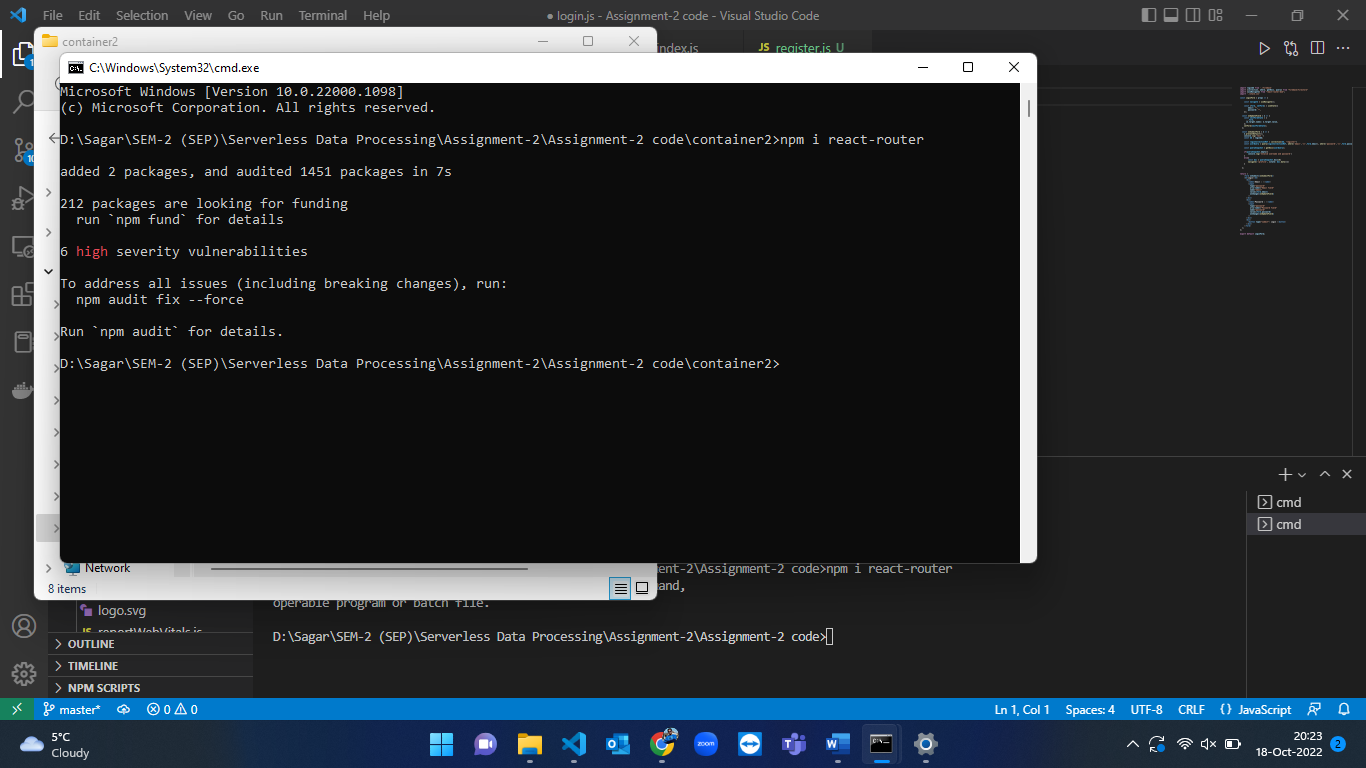 File Edit Selection View Go Run Terminal Help
● login.js - Assignment-2 code - Visual Studio Code
container2
ndex.js
JS register.js U
C:\Windows\System32\cmd.exe
Microsoft Windows [Version 10.0.22000.1098]
(c) Microsoft Corporation. All rights reserved.
D:\Sagar\SEM-2 (SEP)\Serverless Data Processing\Assignment-2\Assignment-2 code\container2>npm i react-router
added 2 packages, and audited 1451 packages in 7s
212 packages are looking for funding
run `npm fund` for details
6 high severity vulnerabilities
To address all issues (including breaking changes), run:
npm audit fix --force
Run `npm audit` for details.
D:\Sagar\SEM-2 (SEP)\Serverless Data Processing\Assignment-2\Assignment-2 code\container2>
cmd
cmd
Network
8 items
nt-2\Assignment-2 code>npm i react-router
and,
operable program or batch file.
D:\Sagar\SEM-2 (SEP)\Serverless Data Processing\Assignment-2\Assignment-2 code>
logo.svg
reportWebVitals.js
OUTLINE
TIMELINE
NPM SCRIPTS
master* 0 0
Ln 1, Col 1 Spaces: 4 UTF-8 CRLF {} JavaScript
5°C
Cloudy
zoom
20:23
18-Oct-2022
2